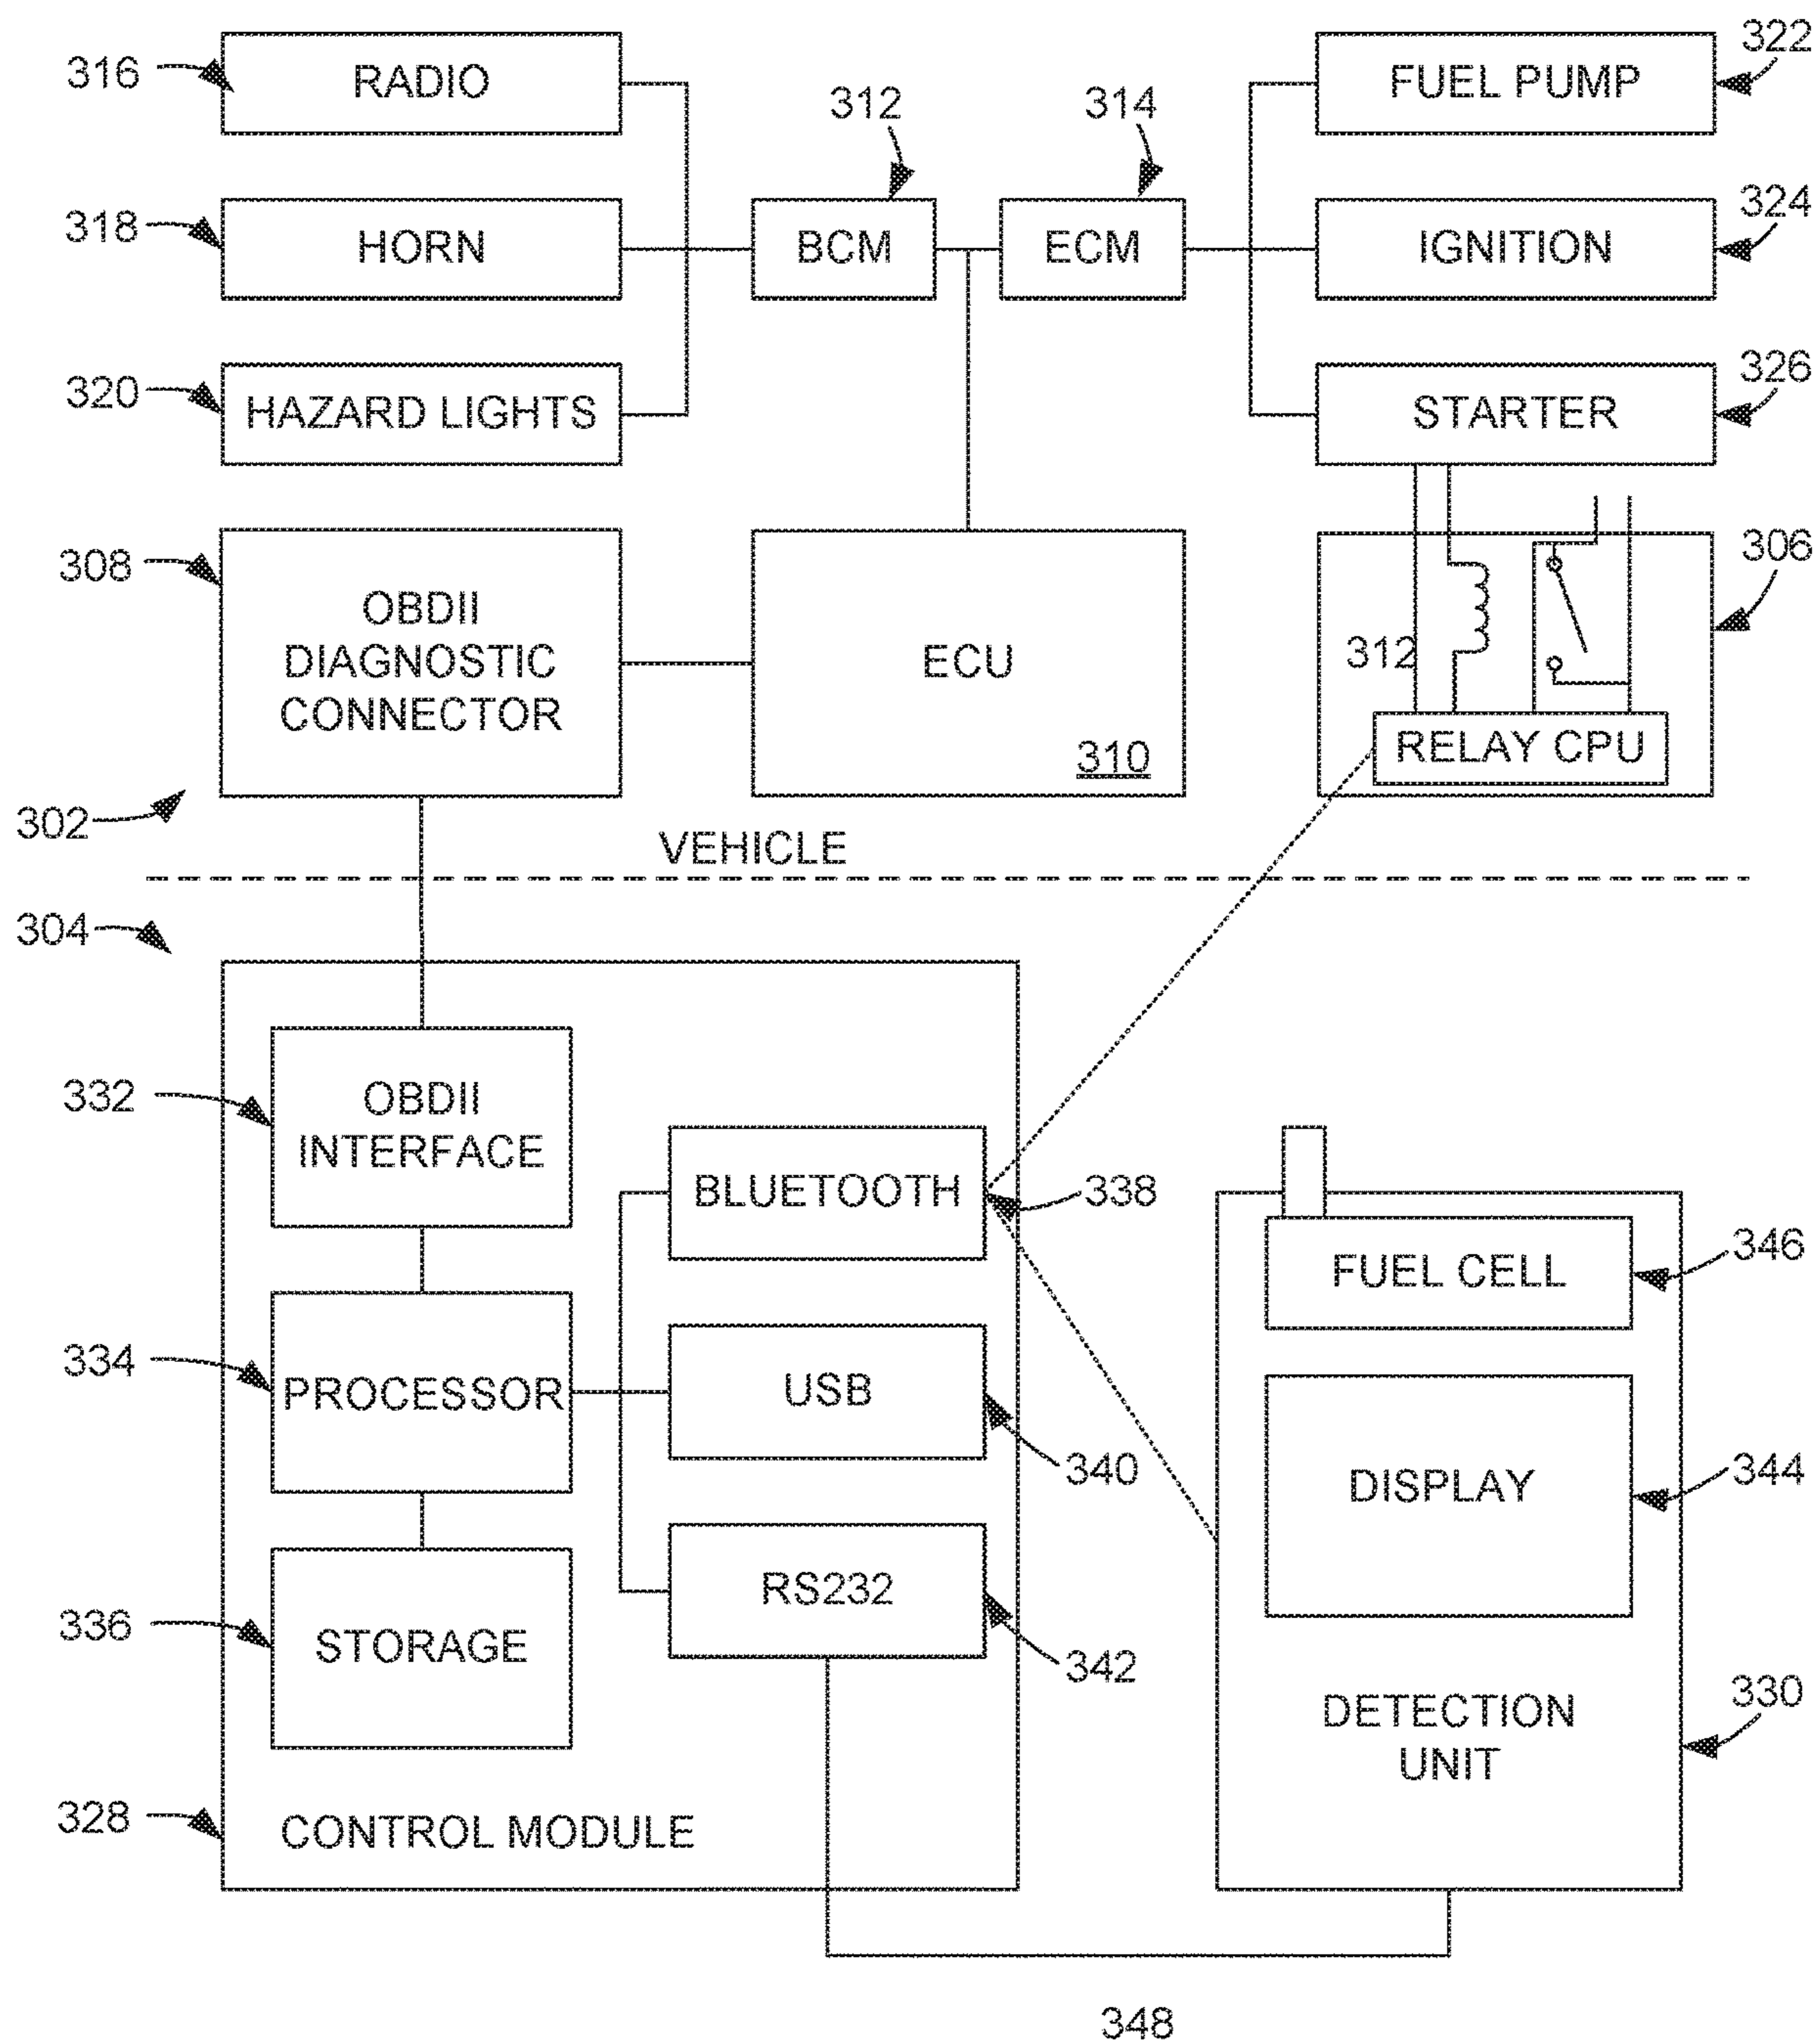 316
RADIO
312
314
FUEL PUMP
322
318
HORN
BCM
ECM
IGNITION
324
320
HAZARD LIGHTS
STARTER
326
308
OBDII
DIAGNOSTIC
CONNECTOR
ECU
310
312
306
RELAY CPU
302
VEHICLE
304
332
OBDII
INTERFACE
BLUETOOTH
338
FUEL CELL
346
334
PROCESSOR
USB
340
DISPLAY
344
336
STORAGE
RS232
342
DETECTION
UNIT
330
328
CONTROL MODULE
348